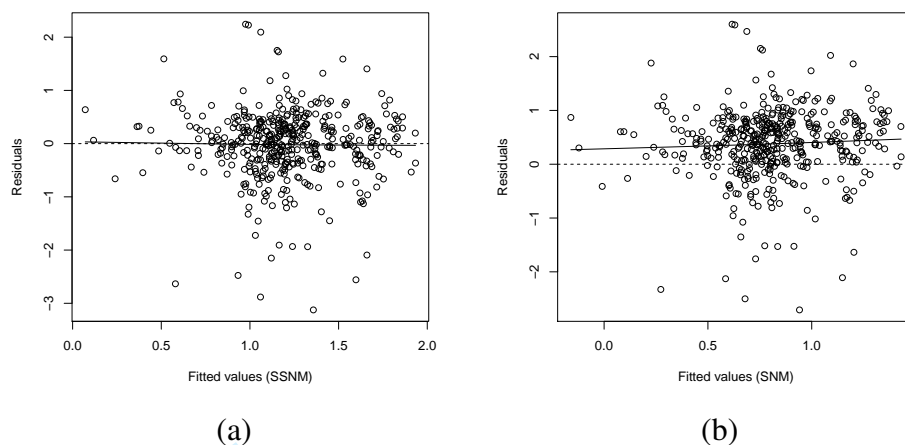 2
1
0
−1
−2
−3
Residuals
0.0 0.5 1.0 1.5 2.0
Fitted values (SSNM)
(a)
2
1
0
−1
−2
Residuals
0.0 0.5 1.0
Fitted values (SNM)
(b)